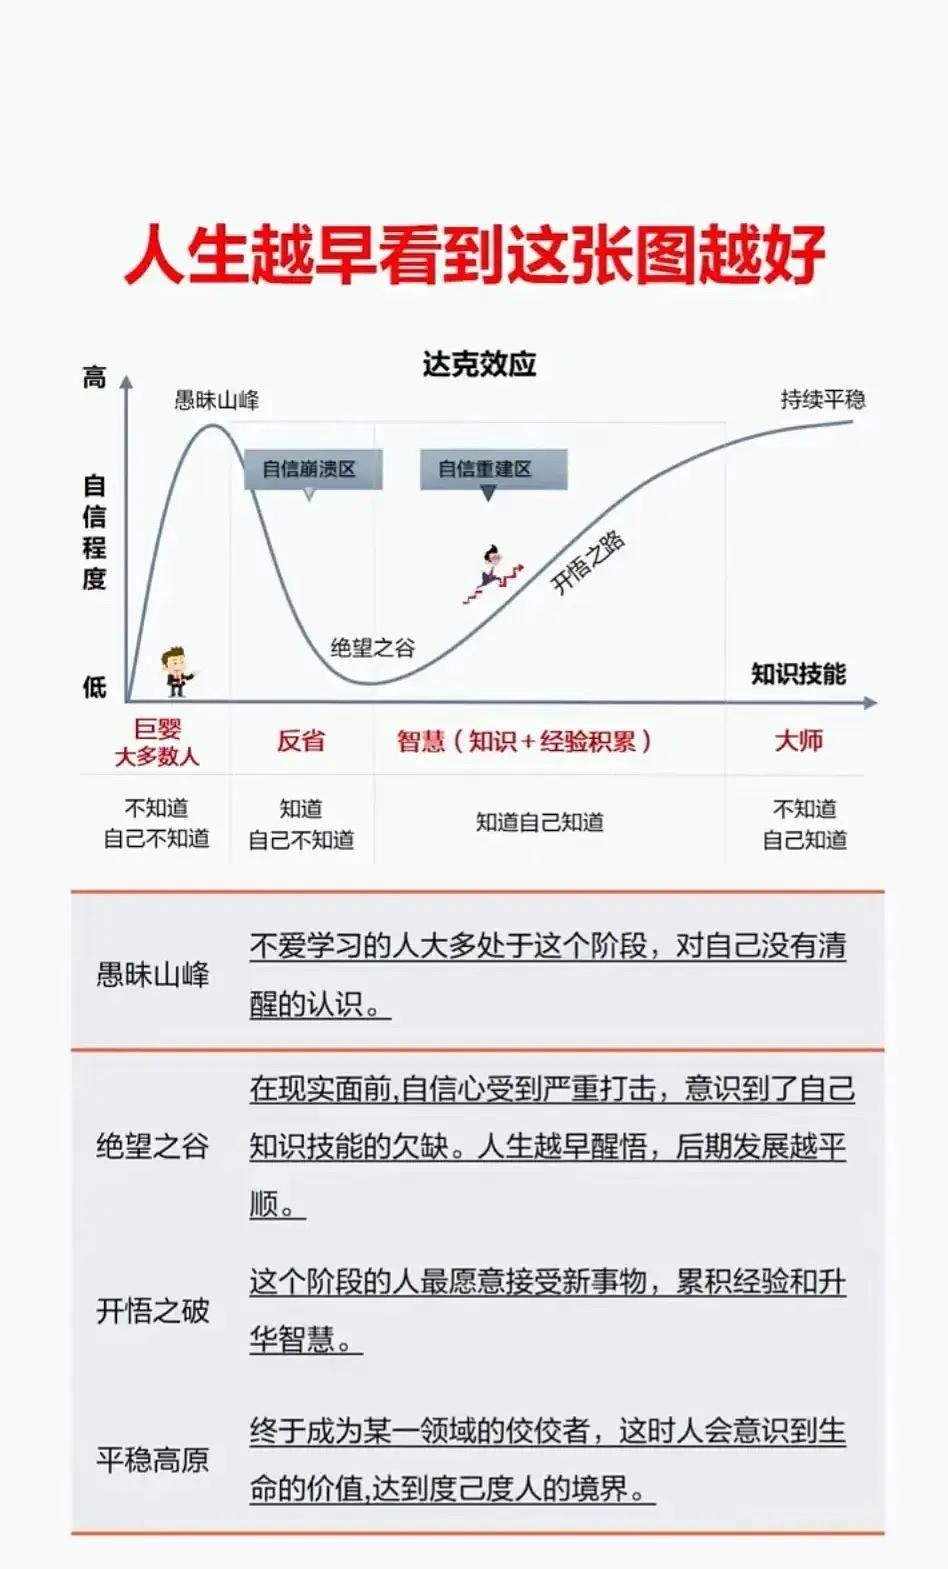 人生越早看到这张图越好
达克效应
高
愚昧山峰
持续平稳
自信崩溃区
自信重建区
自信程度
开悟之路
绝望之谷
低
知识技能
巨婴
大多数人
反省
智慧（知识+经验积累）
大师
不知道
自己不知道
知道
自己不知道
知道自己知道
不知道
自己知道
愚昧山峰
不爱学习的人大多处于这个阶段，对自己没有清
醒的认识。
绝望之谷
在现实面前,自信心受到严重打击，意识到了自己
知识技能的欠缺。人生越早醒悟，后期发展越平
顺。
开悟之破
这个阶段的人最愿意接受新事物，累积经验和升
华智慧。
平稳高原
终于成为某一领域的佼佼者，这时人会意识到生
命的价值,达到度己度人的境界。